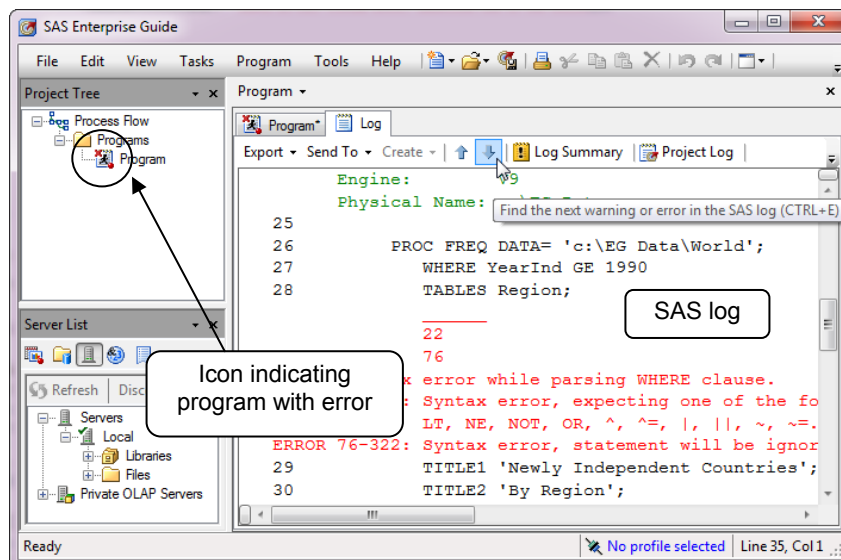 SAS Enterprise Guide
File Edit View Tasks Program Tools Help
Project Tree
Process Flow
Programs
Program
Server List
Refresh Disc
Servers
Local
Libraries
Files
Private OLAP Servers
Program
Program* Log
Export Send To Create Log Summary Project Log
Engine: V9
Physical Name:
Find the next warning or error in the SAS log (CTRL+E)
25
26 PROC FREQ DATA= 'c:\EG Data\World';
27 WHERE YearInd GE 1990
28 TABLES Region;
______
22
76
error while parsing WHERE clause.
: Syntax error, expecting one of the fo
LT, NE, NOT, OR, ^, ^=, |, ||, ~, ~=.
ERROR 76-322: Syntax error, statement will be ignor
29 TITLE1 'Newly Independent Countries';
30 TITLE2 'By Region';
SAS log
Icon indicating
program with error
Ready No profile selected Line 35, Col 1